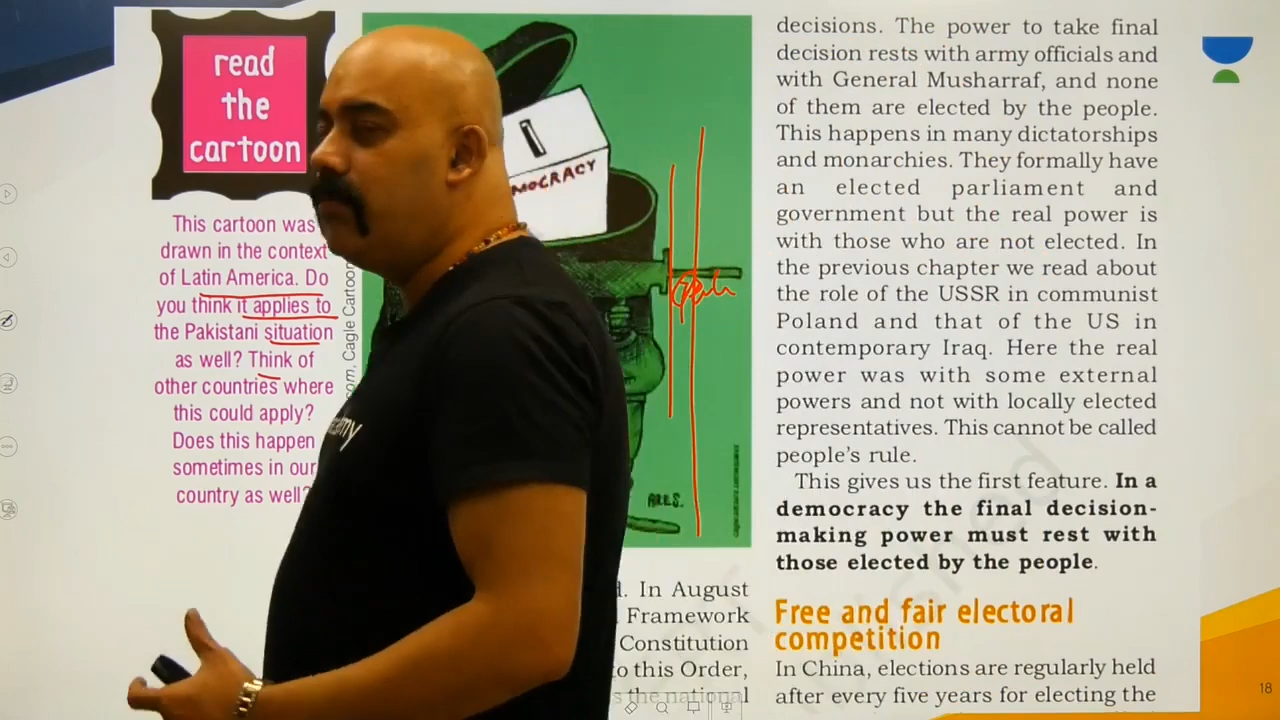 read
the
cartoon
This cartoon was
drawn in the context
of Latin America. Do
you think it applies to
the Pakistani situation
as well? Think of
other countries where
this could apply?
Does this happen
sometimes in our
country as well?
com, Cagle Cartoon
MOCRACY
ARES.
. In August
Framework
Constitution
to this Order,
the national
decisions. The power to take final
decision rests with army officials and
with General Musharraf, and none
of them are elected by the people.
This happens in many dictatorships
and monarchies. They formally have
an elected parliament and
government but the real power is
with those who are not elected. In
the previous chapter we read about
the role of the USSR in communist
Poland and that of the US in
contemporary Iraq. Here the real
power was with some external
powers and not with locally elected
representatives. This cannot be called
people's rule.
This gives us the first feature. In a
democracy the final decision-
making power must rest with
those elected by the people.
Free and fair electoral
competition
In China, elections are regularly held
after every five years for electing the
18